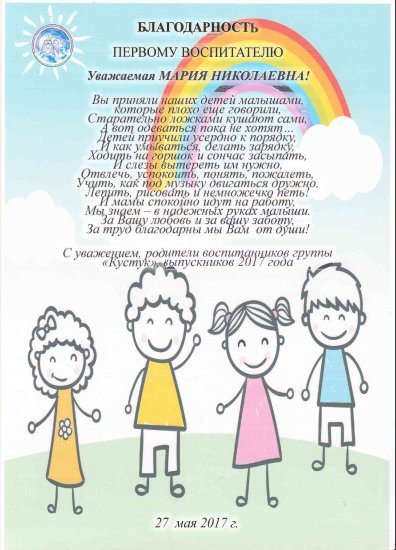 БЛАГОДАРНОСТЬ
ПЕРВОМУ ВОСПИТАТЕЛЮ
Уважаемая МАРИЯ НИКОЛАЕВНА!
Вы приняли наших детей малышами,
которые плохо еще говорили,
Старательно ложками кушают сами,
А вот одеваться пока не хотят…
Детей приучили усердно к порядку,
И как умываться, делать зарядку,
Ходить на горшок и сончас засыпать,
И слезы вытереть им нужно,
Отвлечь, успокоить, понять, пожалеть,
Учить, как под музыку двигаться дружно.
Лепить, рисовать и немножечко петь!
И мамы спокойно идут на работу,
Мы знаем – в надежных руках малыши.
За Вашу любовь и за вашу заботу,
За труд благодарны мы Вам от души!
С уважением, родители воспитанников группы
«Кустук», выпускников 2017 года
27 мая 2017 г.